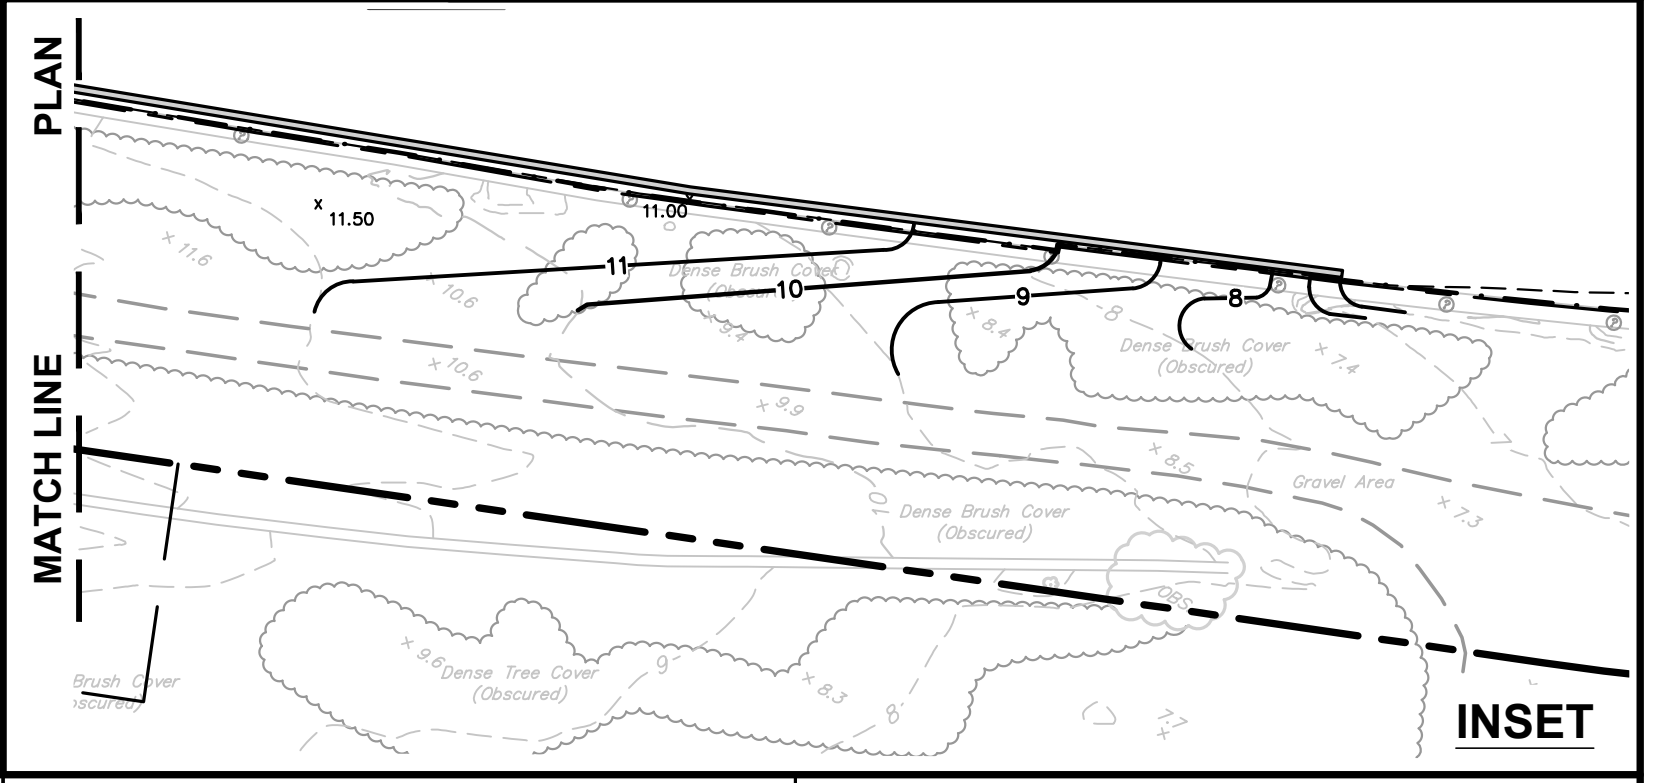 PLAN
MATCH LINE
x 11.50
11.00
x 11.6
11
Dense Brush Cover
10
x 10.6
9
8
8
x 9.4
x 8.4
Dense Brush Cover
(Obscured)
x 7.4
x 10.6
x 9.9
x 8.5
Gravel Area
10
Dense Brush Cover
(Obscured)
x 7.3
OBS
x 9.6
Dense Tree Cover
(Obscured)
9
x 8.3
8
7.7
x
Brush Cover
INSET